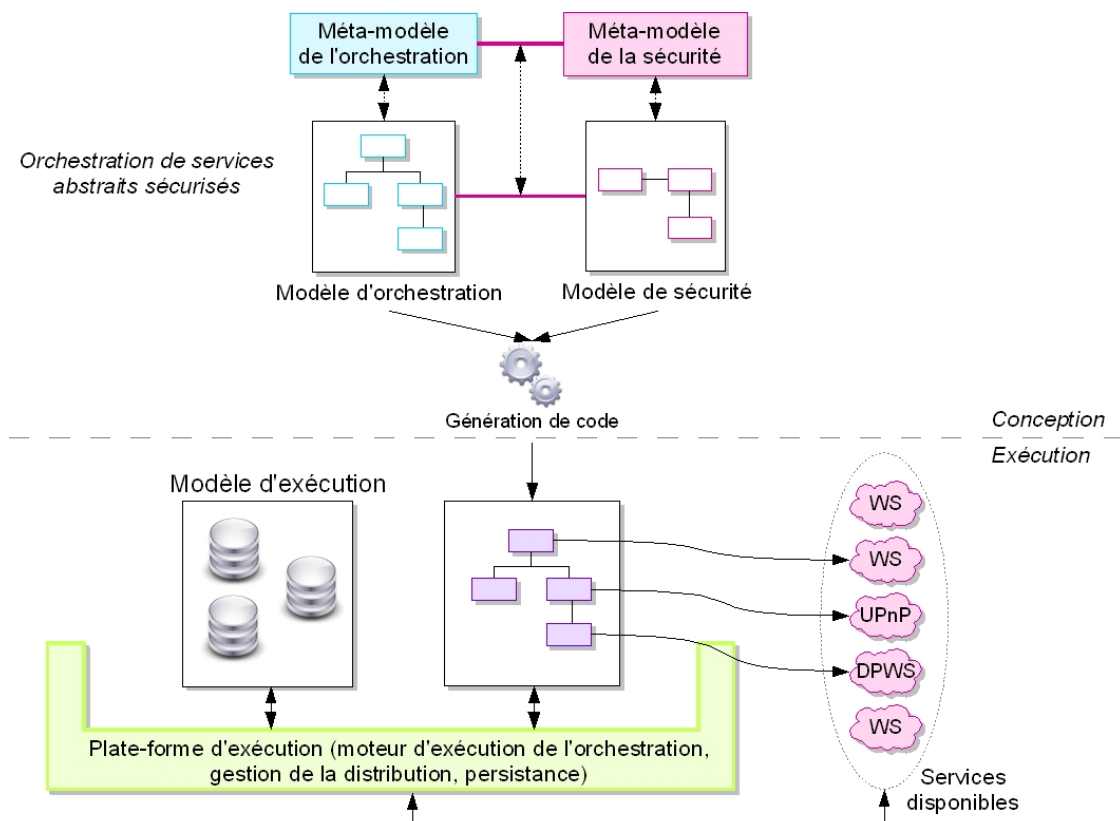 Méta-modèle
de l'orchestration
Méta-modèle
de la sécurité
Orchestration de services
abstraits sécurisés
Modèle d'orchestration
Modèle de sécurité
Génération de code
Conception
Exécution
Modèle d'exécution
WS
WS
UPnP
DPWS
WS
Plate-forme d'exécution (moteur d'exécution de l'orchestration,
gestion de la distribution, persistance)
Services
disponibles